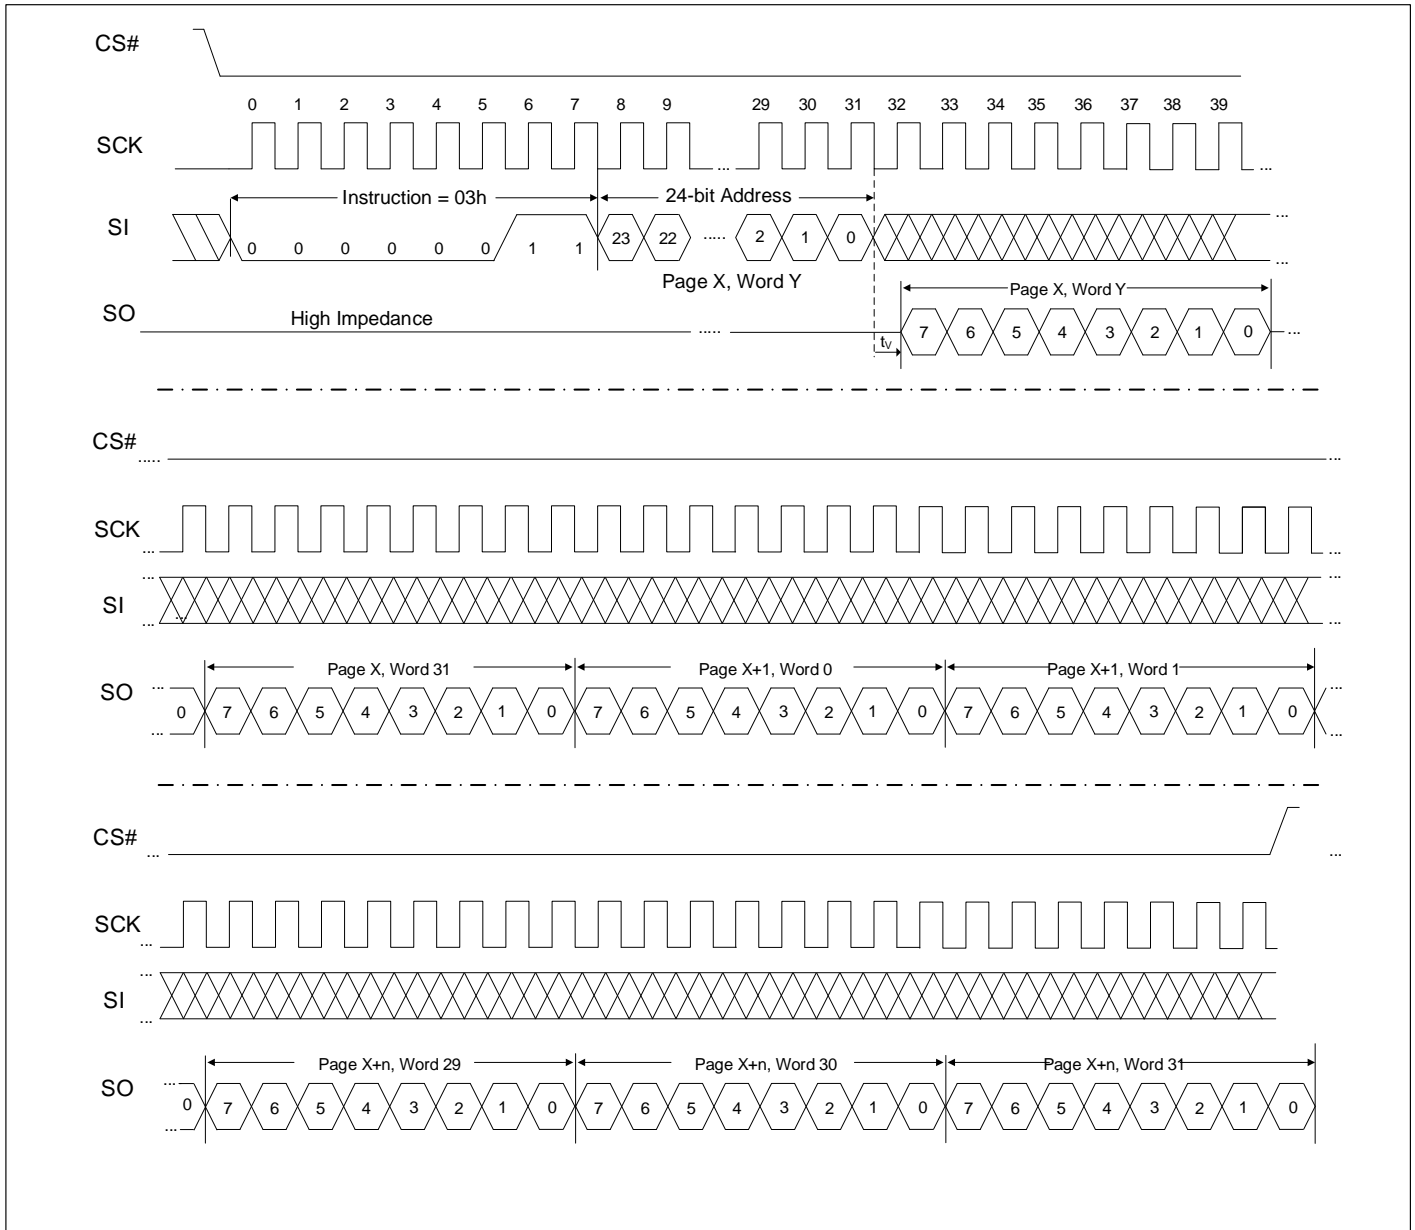 CS#
0 1 2 3 4 5 6 7 8 9 29 30 31 32 33 34 35 36 37 38 39
SCK ... ...
Instruction = 03h 24-bit Address
SI 0 0 0 0 0 0 1 1 23 22 ..... 2 1 0 ... ...
Page X, Word Y
Page X, Word Y
SO High Impedance ..... 7 6 5 4 3 2 1 0 ...
tV
CS# ..... ...
SCK ... ...
SI ... ... ... ... ...
Page X, Word 31 Page X+1, Word 0 Page X+1, Word 1
SO ... 0 7 6 5 4 3 2 1 0 7 6 5 4 3 2 1 0 7 6 5 4 3 2 1 0 ...
... ...
CS# ... ...
SCK ... ...
SI ... ...
Page X+n, Word 29 Page X+n, Word 30 Page X+n, Word 31
SO ... 0 7 6 5 4 3 2 1 0 7 6 5 4 3 2 1 0 7 6 5 4 3 2 1 0
...